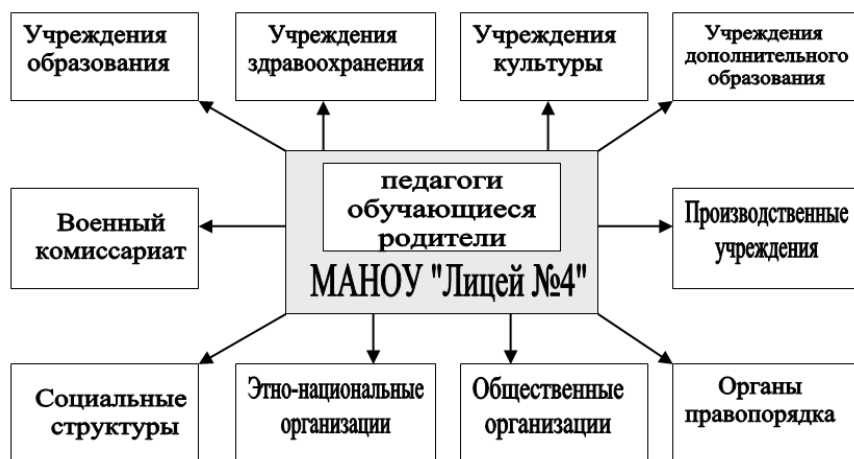 Учреждения
образования
Учреждения
здравоохранения
Учреждения
культуры
Учреждения
дополнительного
образования
педагоги
обучающиеся
родители
МАНОУ "Лицей №4"
Военный
комиссариат
Производственные
учреждения
Социальные
структуры
Этно-национальные
организации
Общественные
организации
Органы
правопорядка